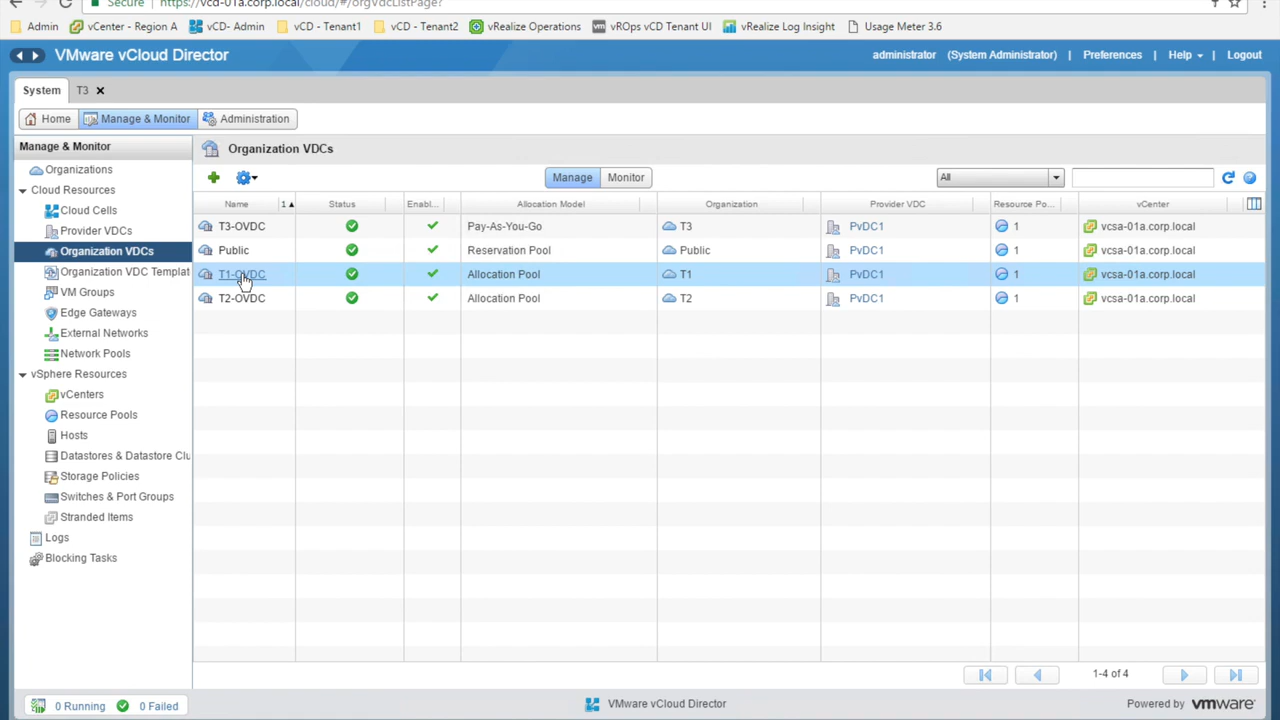 Secure https://vcd-01a.corp.local/cloud/#/orgVdcListPage?
Admin vCenter - Region A vCD- Admin vCD - Tenant1 vCD - Tenant2 vRealize Operations vROps vCD Tenant UI vRealize Log Insight Usage Meter 3.6
VMware vCloud Director administrator (System Administrator) | Preferences | Help | Logout
System T3
Home Manage & Monitor Administration
Manage & Monitor
Organizations
Cloud Resources
Cloud Cells
Provider VDCs
Organization VDCs
Organization VDC Templat
VM Groups
Edge Gateways
External Networks
Network Pools
vSphere Resources
vCenters
Resource Pools
Hosts
Datastores & Datastore Clu
Storage Policies
Switches & Port Groups
Stranded Items
Logs
Blocking Tasks
Organization VDCs
Manage Monitor All
Name 1 Status Enabl... Allocation Model Organization Provider VDC Resource Po... vCenter
T3-OVDC Pay-As-You-Go T3 PvDC1 1 vcsa-01a.corp.local
Public Reservation Pool Public PvDC1 1 vcsa-01a.corp.local
T1-OVDC Allocation Pool T1 PvDC1 1 vcsa-01a.corp.local
T2-OVDC Allocation Pool T2 PvDC1 1 vcsa-01a.corp.local
1-4 of 4
0 Running 0 Failed VMware vCloud Director Powered by vmware